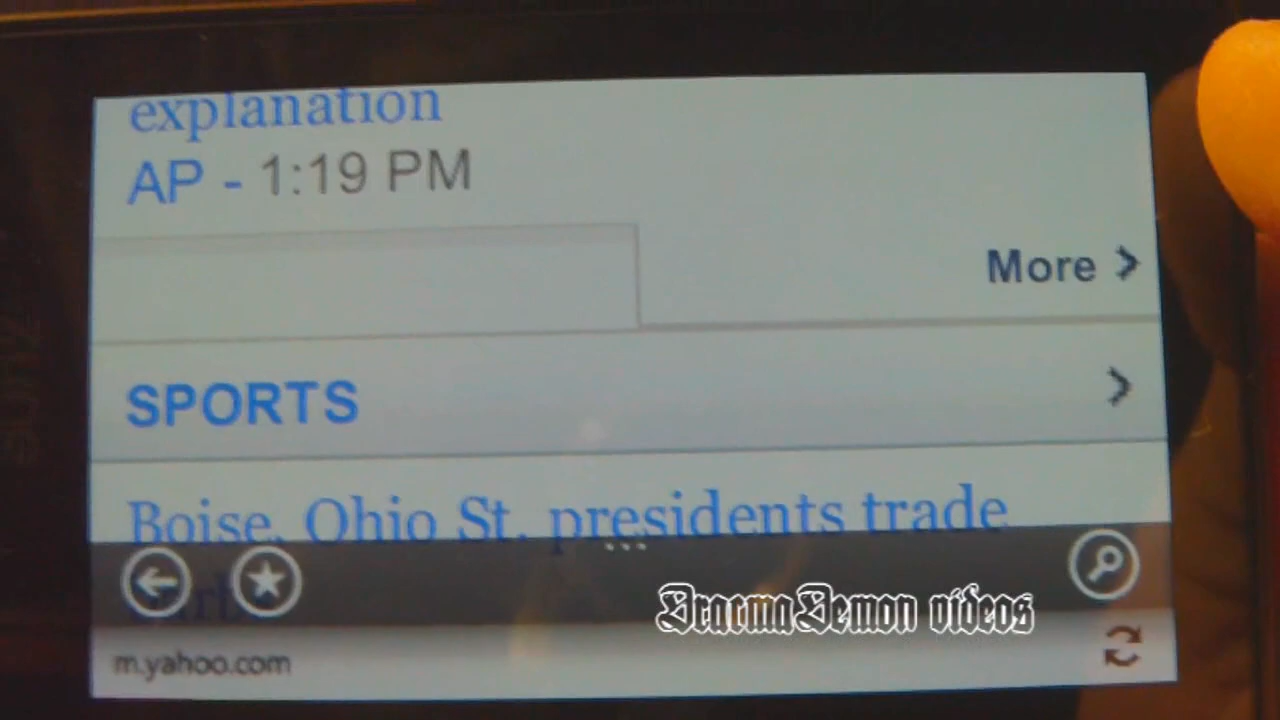 explanation
AP - 1:19 PM
More >
SPORTS >
Boise, Ohio St. presidents trade
DracmaDemon videos
m.yahoo.com